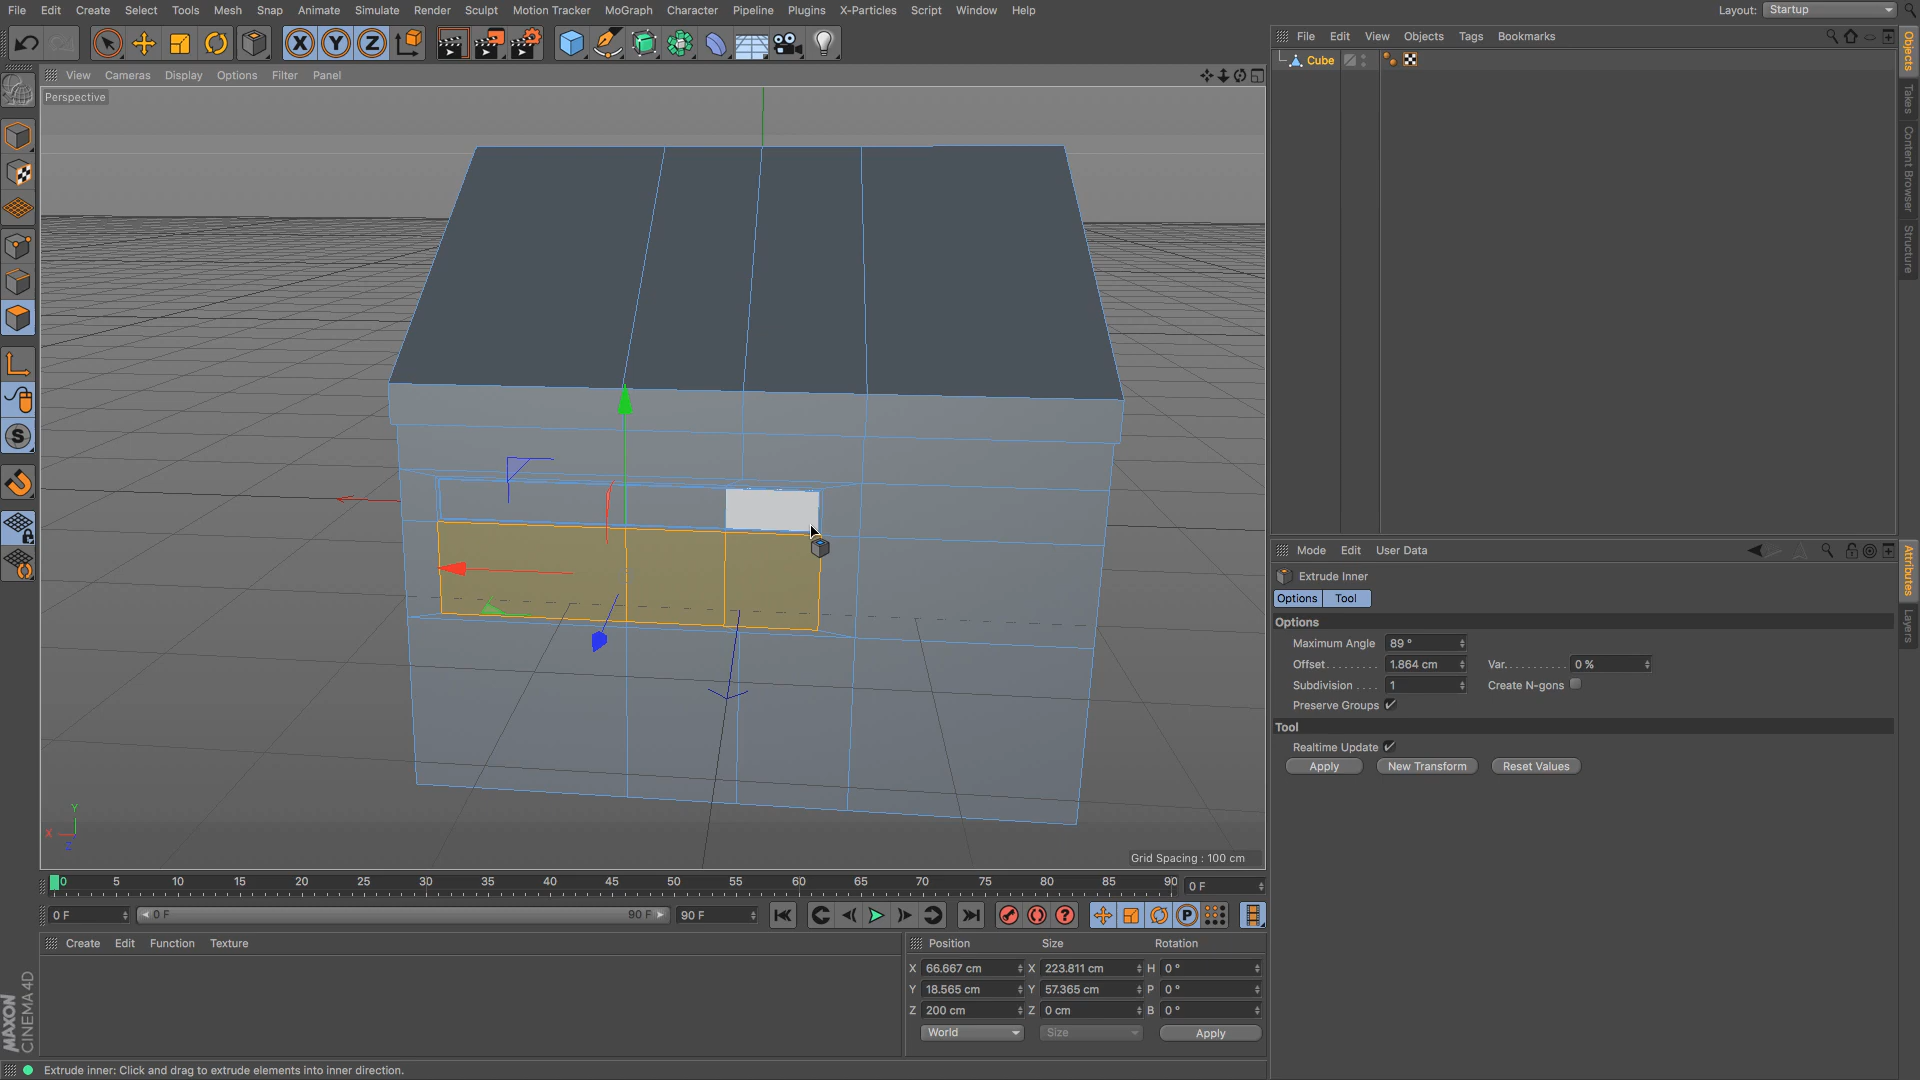 File Edit Create Select Tools Mesh Snap Animate Simulate Render Sculpt Motion Tracker MoGraph Character Pipeline Plugins X-Particles Script Window Help
Layout: Startup
X Y Z
View Cameras Display Options Filter Panel
Perspective
Grid Spacing : 100 cm
Y
X
Z
S
0 5 10 15 20 25 30 35 40 45 50 55 60 65 70 75 80 85 90 0 F
0 F 0 F 90 F 90 F
P
Create Edit Function Texture
Position Size Rotation
X 66.667 cm X 223.811 cm H 0 °
Y 18.565 cm Y 57.365 cm P 0 °
Z 200 cm Z 0 cm B 0 °
World Size Apply
MAXON
CINEMA 4D
Extrude inner: Click and drag to extrude elements into inner direction.
File Edit View Objects Tags Bookmarks
Cube
Objects
Takes
Content Browser
Structure
Mode Edit User Data
Extrude Inner
Options Tool
Options
Maximum Angle 89 °
Offset. . . . . . . . . 1.864 cm Var. . . . . . . . . . 0 %
Subdivision . . . . 1 Create N-gons
Preserve Groups
Tool
Realtime Update
Apply New Transform Reset Values
Attributes
Layers